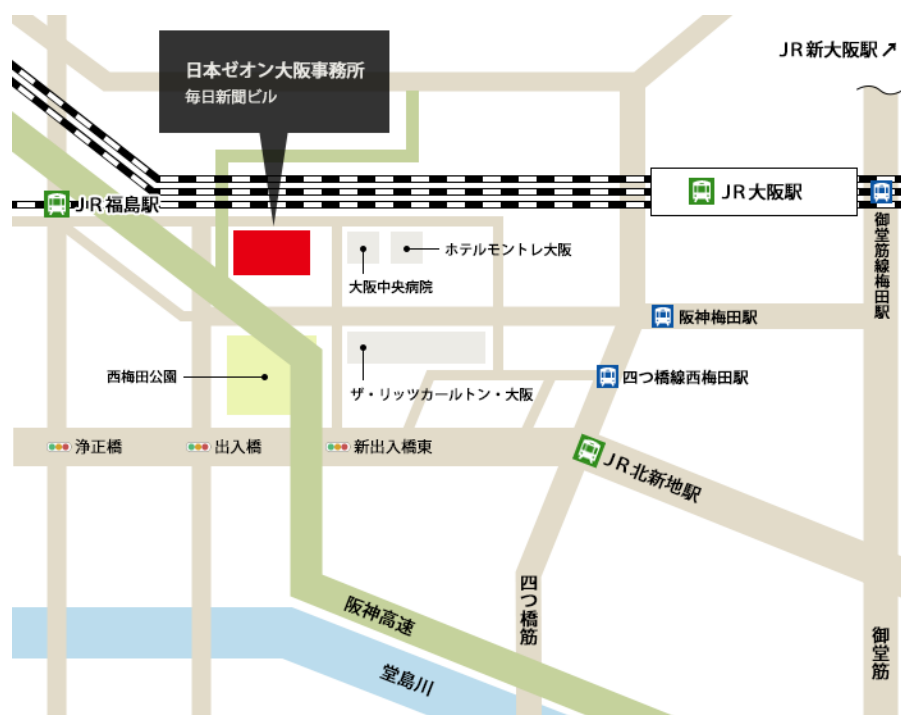 JR新大阪駅
日本ゼオン大阪事務所
毎日新聞ビル
JR福島駅
JR大阪駅
御堂筋線梅田駅
ホテルモントレ大阪
大阪中央病院
阪神梅田駅
西梅田公園
四つ橋線西梅田駅
ザ・リッツカールトン・大阪
浄正橋
出入橋
新出入橋東
JR北新地駅
阪神高速
四つ橋筋
御堂筋
堂島川